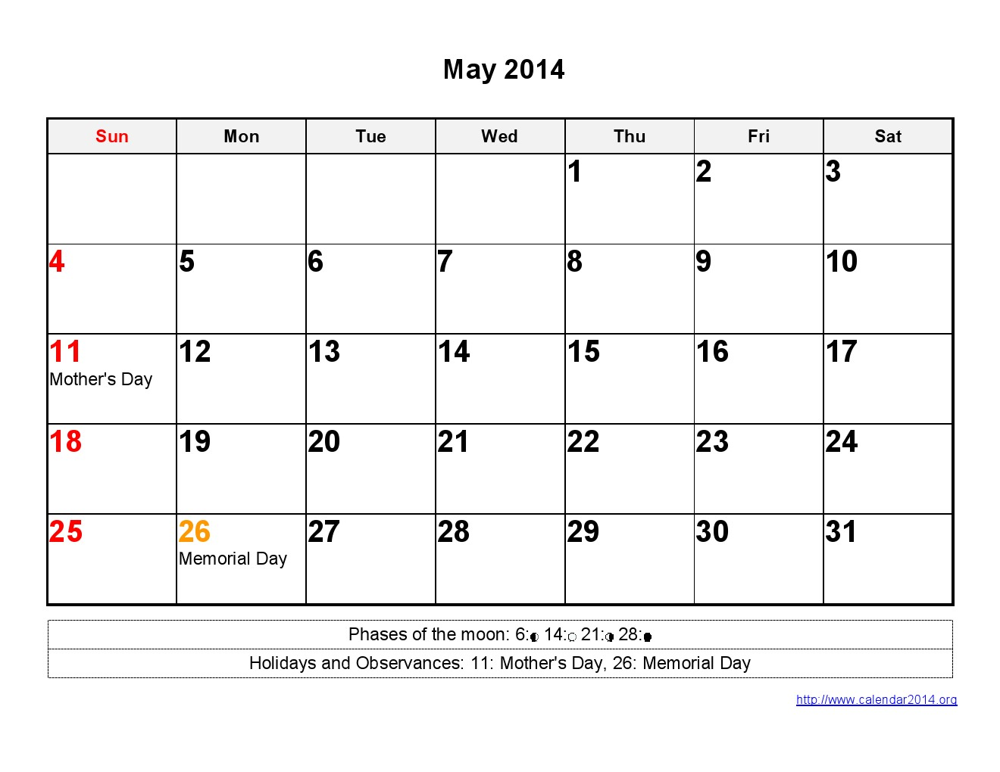 May 2014
Sun Mon Tue Wed Thu Fri Sat
1 2 3
4 5 6 7 8 9 10
11 12 13 14 15 16 17
Mother's Day
18 19 20 21 22 23 24
25 26 27 28 29 30 31
Memorial Day
Phases of the moon: 6: 14: 21: 28:
Holidays and Observances: 11: Mother's Day, 26: Memorial Day
http://www.calendar2014.org